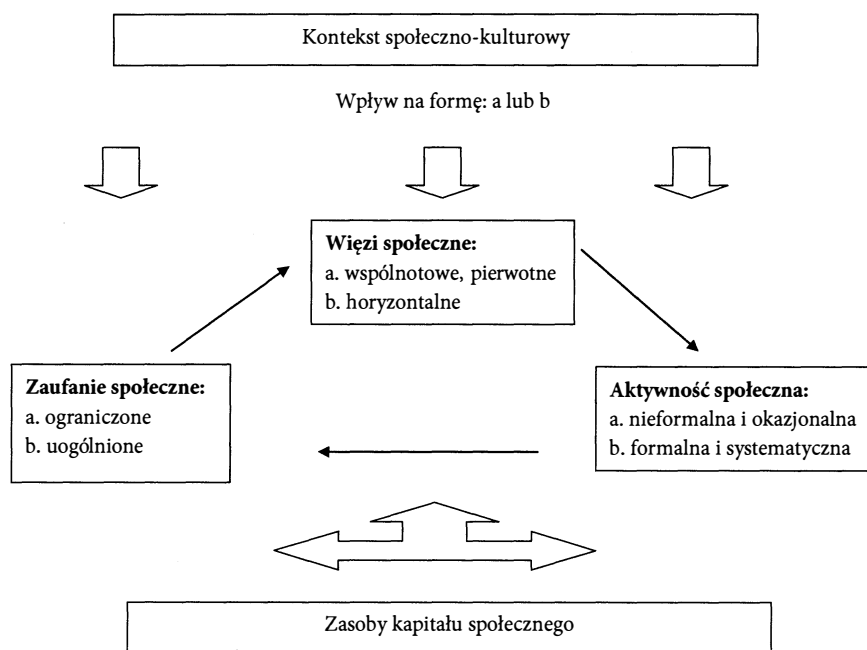 Kontekst społeczno-kulturowy
Wpływ na formę: a lub b
Więzi społeczne:
a. wspólnotowe, pierwotne
b. horyzontalne
Zaufanie społeczne:
a. ograniczone
b. uogólnione
Aktywność społeczna:
a. nieformalna i okazjonalna
b. formalna i systematyczna
Zasoby kapitału społecznego